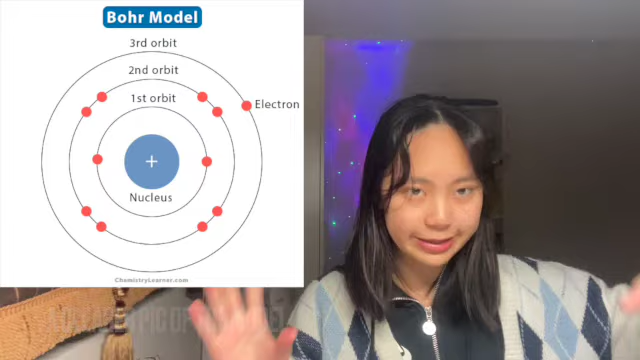 Bohr Model
3rd orbit
2nd orbit
1st orbit
Electron
+
Nucleus
ChemistryLearner.com